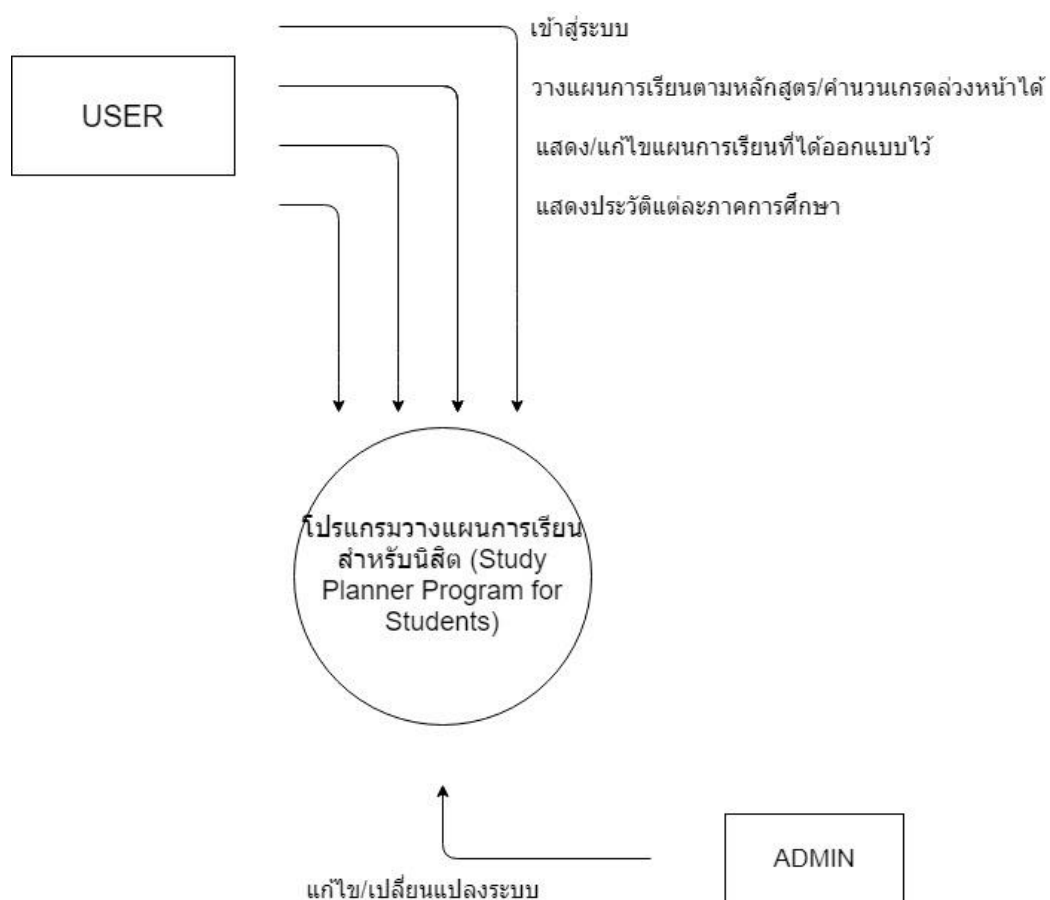 เข้าสู่ระบบ
USER
วางแผนการเรียนตามหลักสูตร/คำนวนเกรดล่วงหน้าได้
แสดง/แก้ไขแผนการเรียนที่ได้ออกแบบไว้
แสดงประวัติแต่ละภาคการศึกษา
โปรแกรมวางแผนการเรียน
สำหรับนิสิต (Study
Planner Program for
Students)
ADMIN
แก้ไข/เปลี่ยนแปลงระบบ